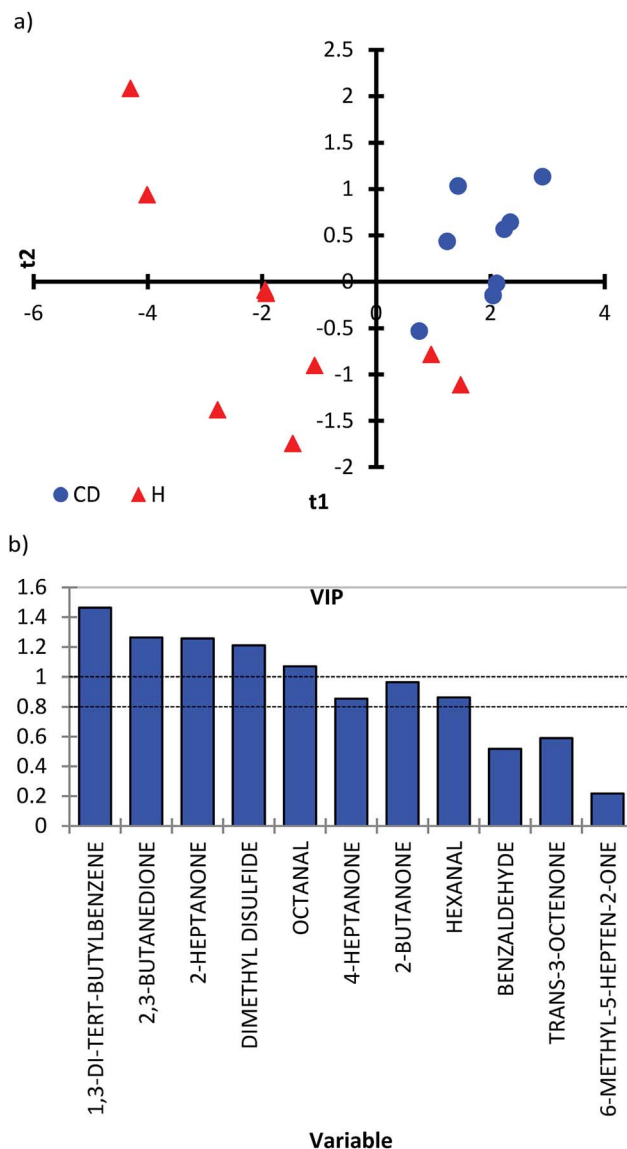 a)
2.5
2
1.5
1
0.5
t2
0
-6
-4
-2
0
2
4
-0.5
-1
-1.5
-2
CD
H
t1
b)
VIP
1.6
1.4
1.2
1
0.8
0.6
0.4
0.2
0
1,3-DI-TERT-BUTYLBENZENE
2,3-BUTANEDIONE
2-HEPTANONE
DIMETHYL DISULFIDE
OCTANAL
4-HEPTANONE
2-BUTANONE
HEXANAL
BENZALDEHYDE
TRANS-3-OCTENONE
6-METHYL-5-HEPTEN-2-ONE
Variable